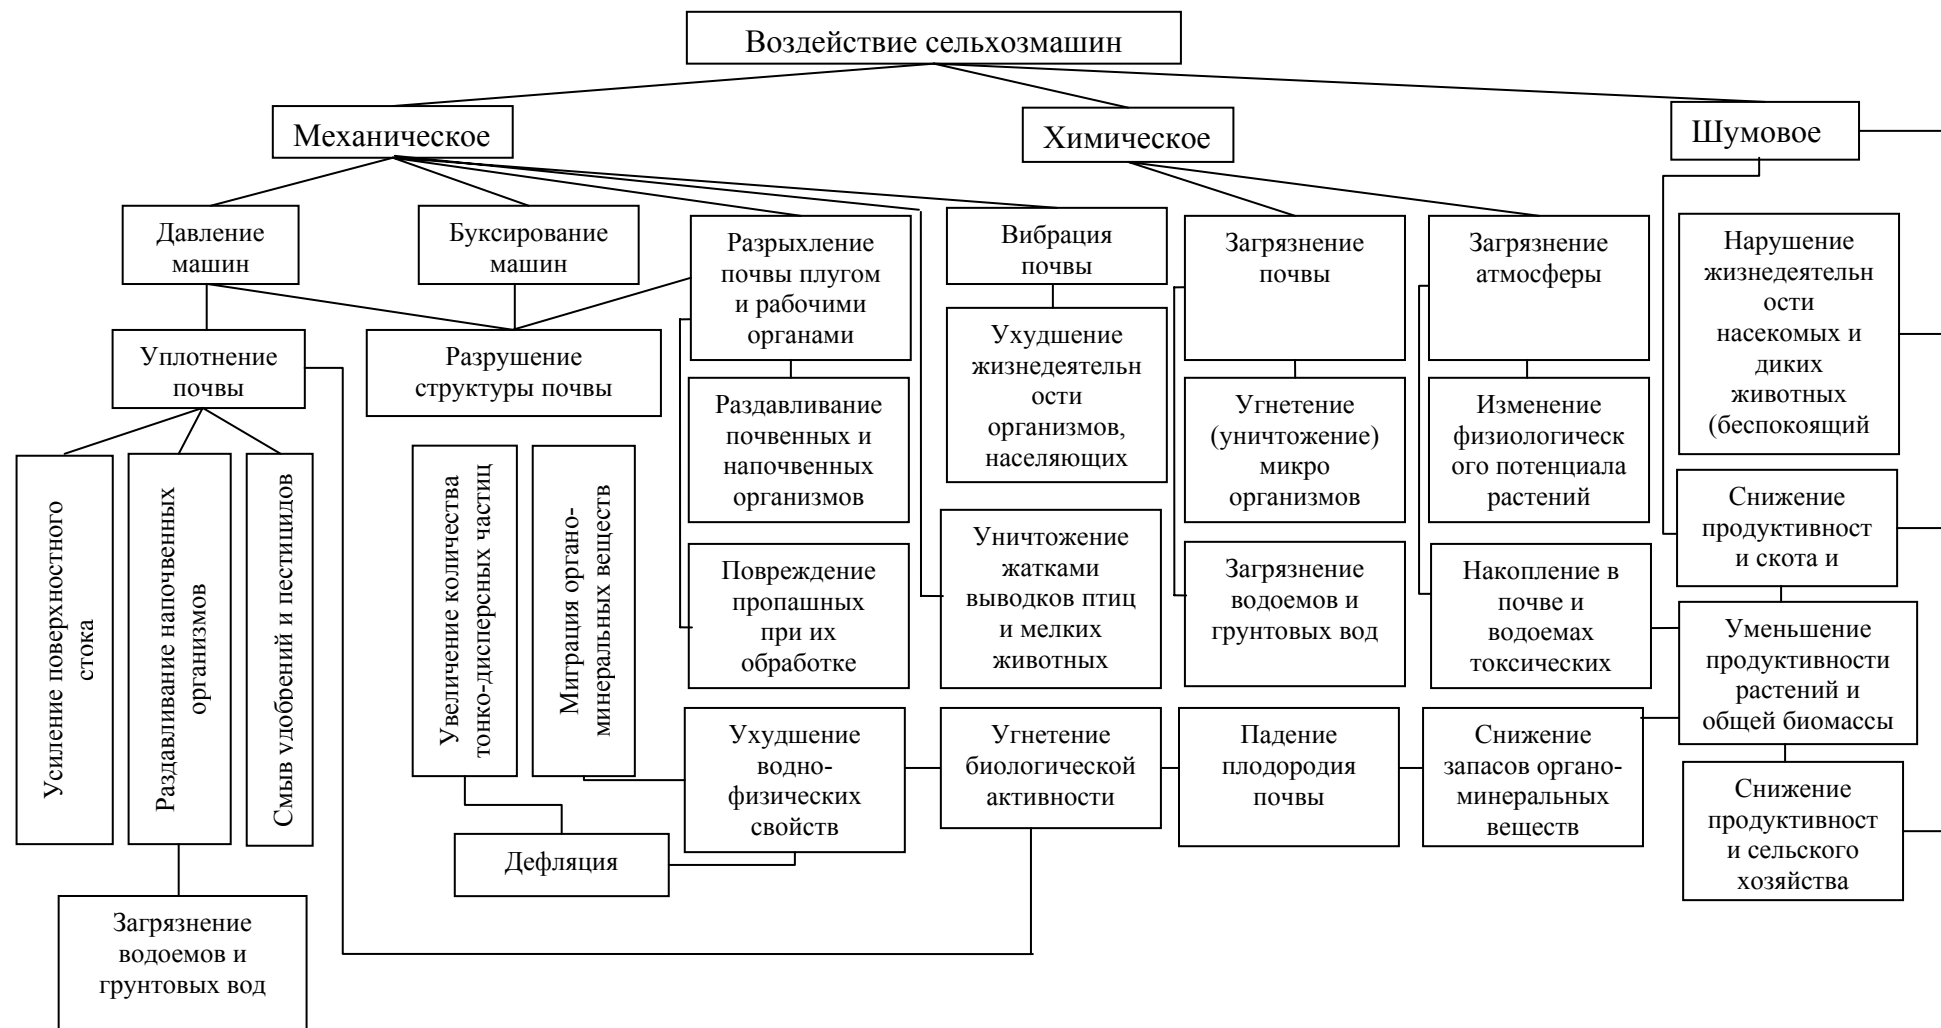 Воздействие сельхозмашин
Механическое
Химическое
Шумовое
Давление
машин
Буксирование
машин
Разрыхление
почвы плугом
и рабочими
органами
Вибрация
почвы
Загрязнение
почвы
Загрязнение
атмосферы
Нарушение
жизнедеятельн
ости
насекомых и
диких
животных
(беспокоящий
Уплотнение
почвы
Разрушение
структуры почвы
Раздавливание
почвенных и
напочвенных
организмов
Ухудшение
жизнедеятельн
ости
организмов,
населяющих
Угнетение
(уничтожение)
микро
организмов
Изменение
физиологическ
ого потенциала
растений
Усиление поверхностного
стока
Раздавливание напочвенных
организмов
Смыв удобрений и пестицидов
Увеличение количества
тонко-дисперсных частиц
Миграция органо-
минеральных веществ
Повреждение
пропашных
при их
обработке
Уничтожение
жатками
выводков птиц
и мелких
животных
Загрязнение
водоемов и
грунтовых вод
Накопление в
почве и
водоемах
токсических
Снижение
продуктивност
и скота и
Уменьшение
продуктивности
растений и
общей биомассы
Ухудшение
водно-
физических
свойств
Угнетение
биологической
активности
Падение
плодородия
почвы
Снижение
запасов органо-
минеральных
веществ
Снижение
продуктивност
и сельского
хозяйства
Дефляция
Загрязнение
водоемов и
грунтовых вод